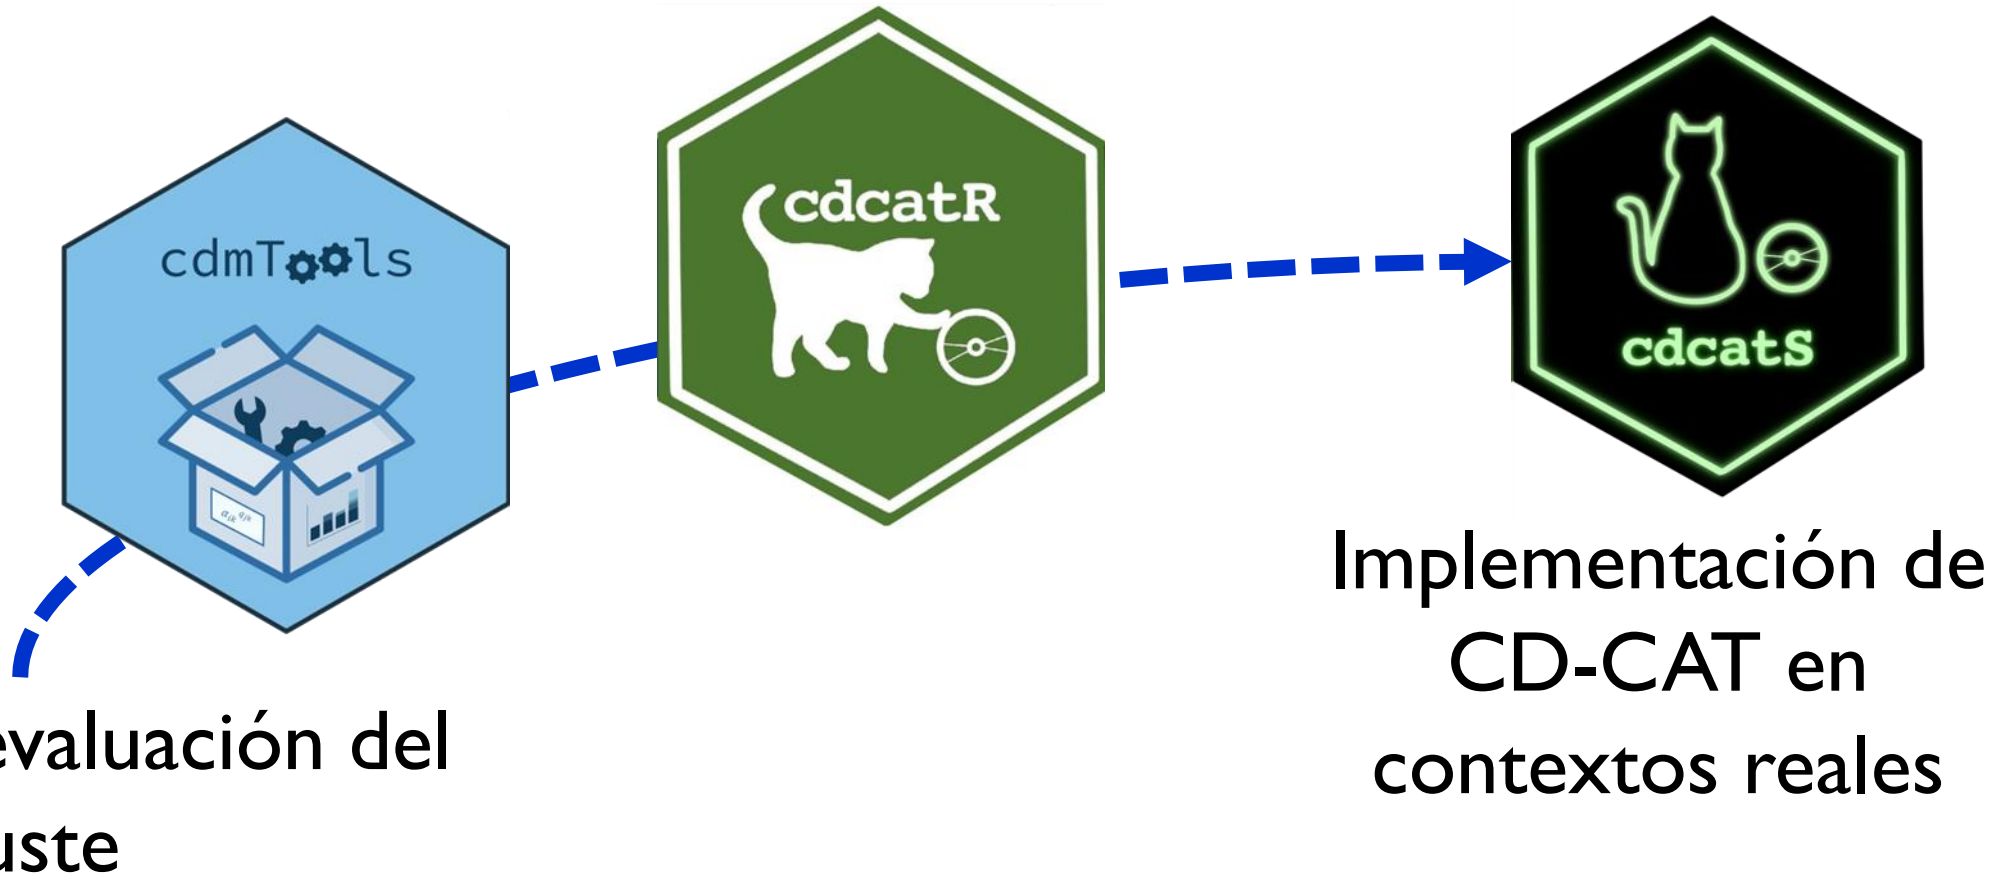 cdmTools
cdcatR
cdcatS
Implementación de
CD-CAT en
contextos reales
evaluación del
uste